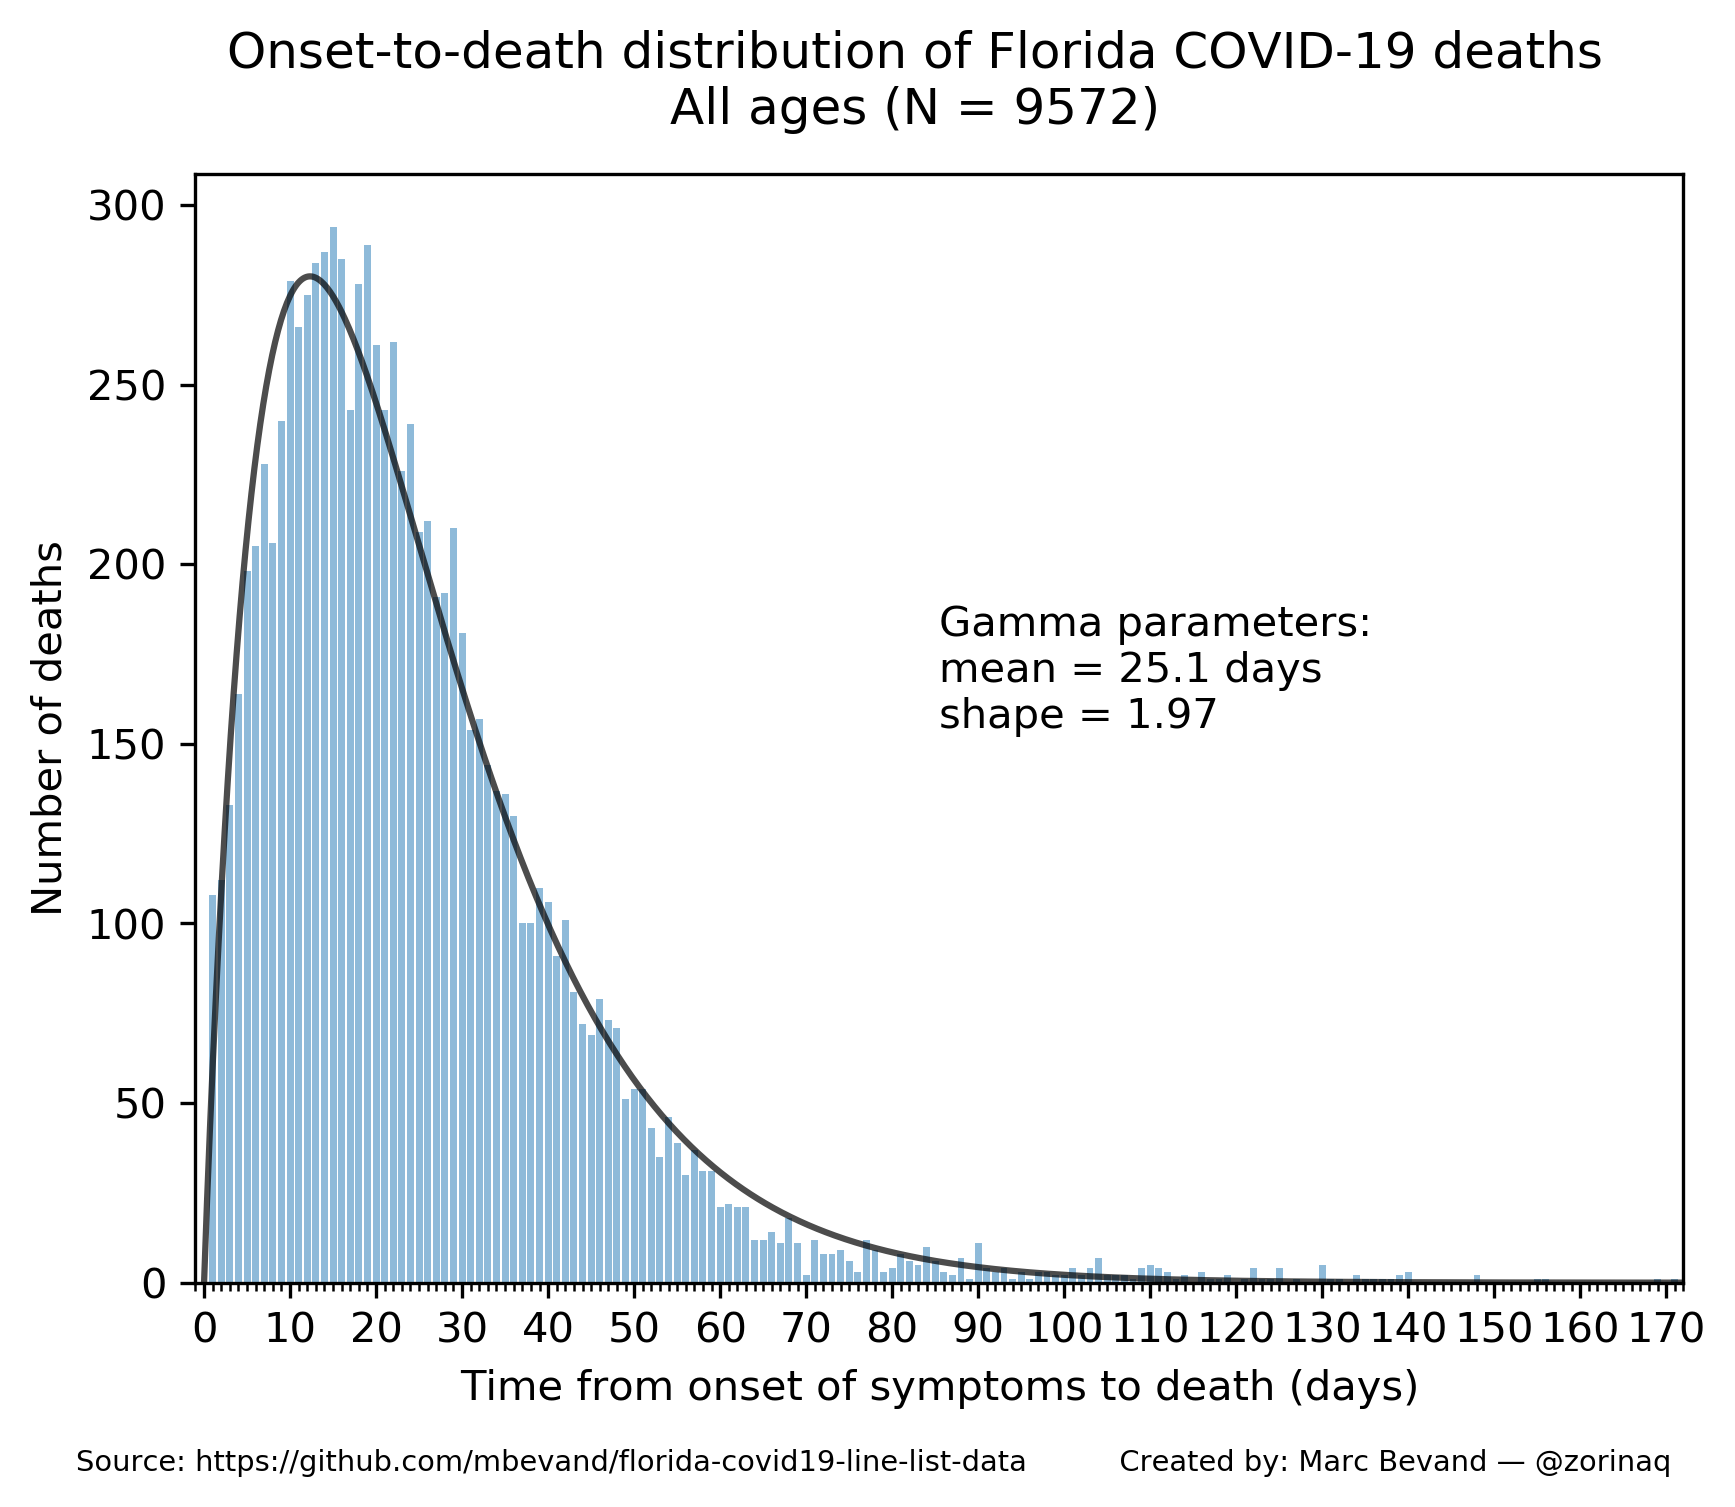 Onset-to-death distribution of Florida COVID-19 deaths
All ages (N = 9572)
300
250
200
150
100
50
0
Number of deaths
Gamma parameters:
mean = 25.1 days
shape = 1.97
0 10 20 30 40 50 60 70 80 90 100 110 120 130 140 150 160 170
Time from onset of symptoms to death (days)
Source: https://github.com/mbevand/florida-covid19-line-list-data Created by: Marc Bevand — @zorinaq